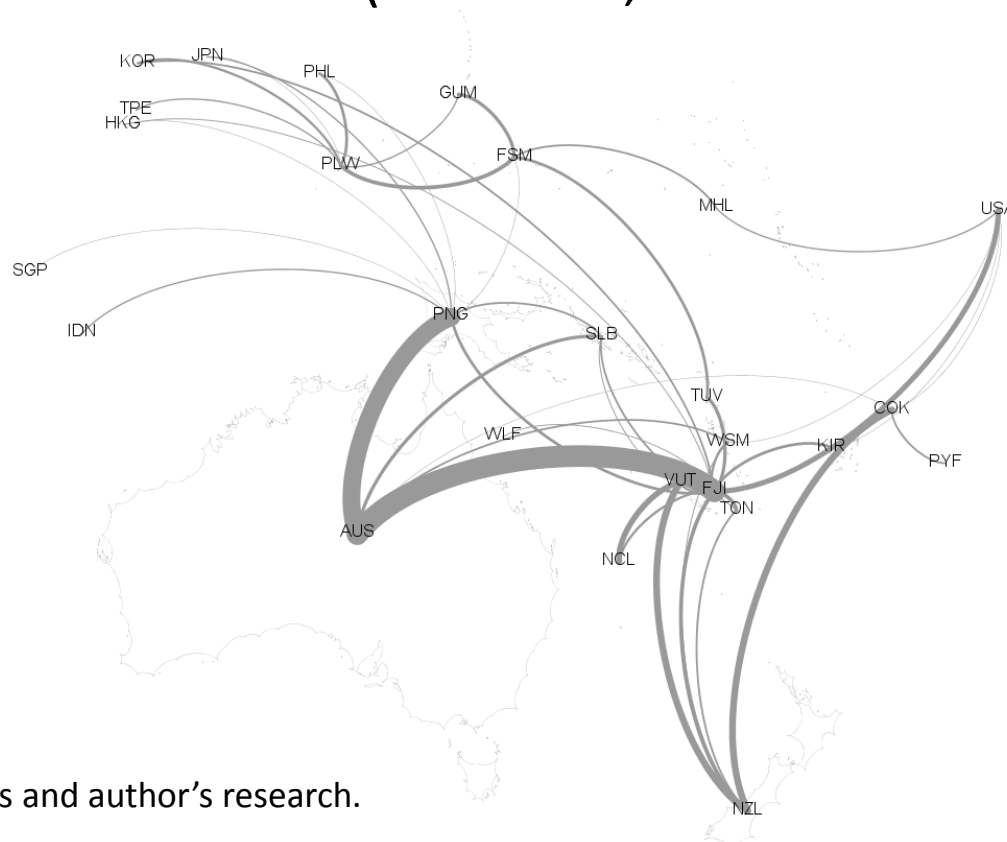 KOR
JPN
PHL
GUM
TPE
HKG
FSM
PLW
MHL
USA
SGP
PNG
IDN
SLB
TUV
COK
WLF
WSM
KIR
PYF
VUT
FJI
TON
AUS
NCL
s and author’s research.
NZL